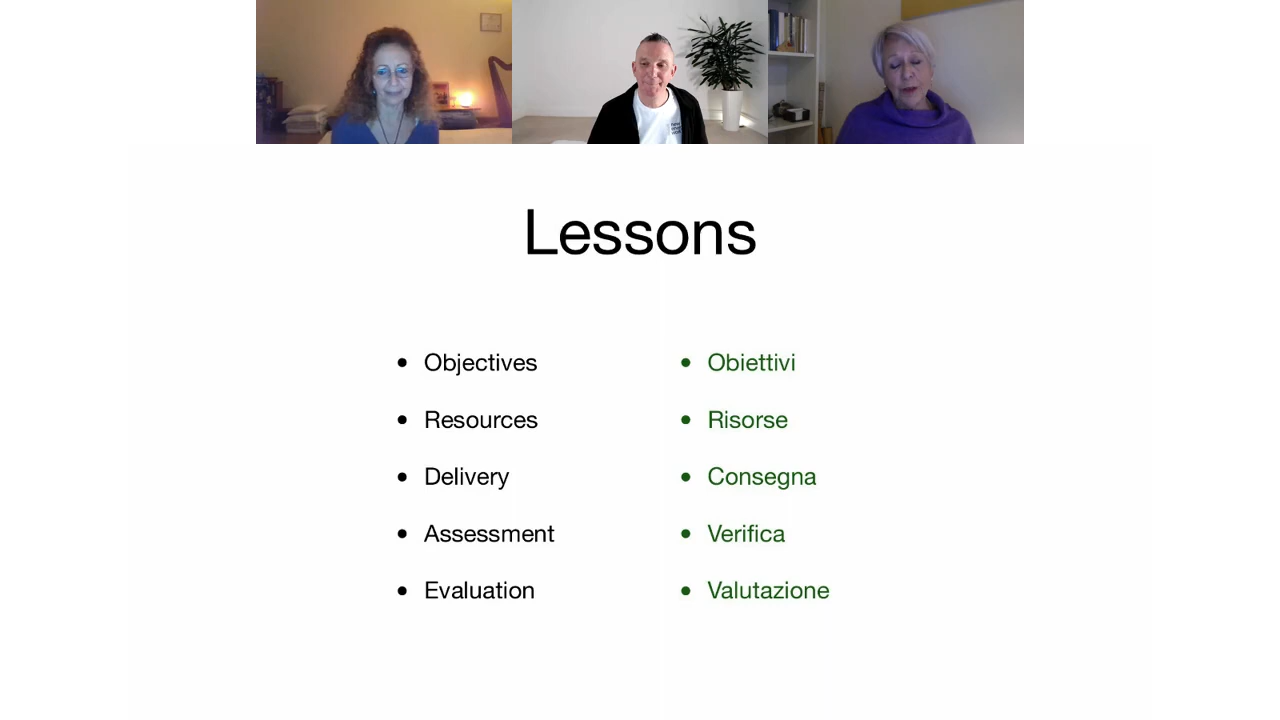 Lessons
• Objectives
• Resources
• Delivery
• Assessment
• Evaluation
• Obiettivi
• Risorse
• Consegna
• Verifica
• Valutazione